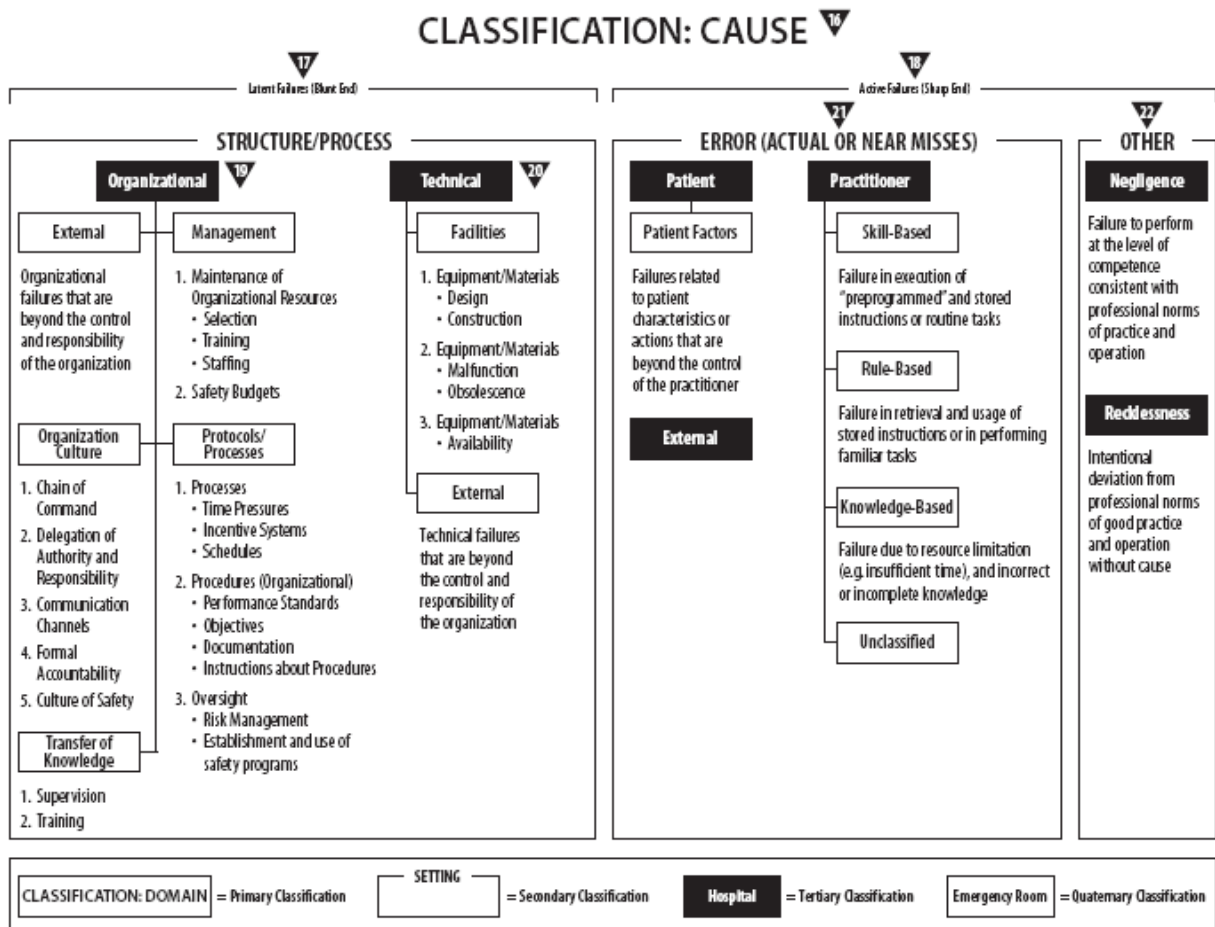 CLASSIFICATION: CAUSE 16
17
Latent Failures (Blunt End)
18
Active Failures (Sharp End)
STRUCTURE/PROCESS
Organizational 19
Technical 20
External
Organizational
failures that are
beyond the control
and responsibility
of the organization
Management
1. Maintenance of
Organizational Resources
• Selection
• Training
• Staffing
2. Safety Budgets
Organization
Culture
1. Chain of
Command
2. Delegation of
Authority and
Responsibility
3. Communication
Channels
4. Formal
Accountability
5. Culture of Safety
Protocols/
Processes
1. Processes
• Time Pressures
• Incentive Systems
• Schedules
2. Procedures (Organizational)
• Performance Standards
• Objectives
• Documentation
• Instructions about Procedures
3. Oversight
• Risk Management
• Establishment and use of
safety programs
Transfer of
Knowledge
1. Supervision
2. Training
Facilities
1. Equipment/Materials
• Design
• Construction
2. Equipment/Materials
• Malfunction
• Obsolescence
3. Equipment/Materials
• Availability
External
Technical failures
that are beyond
the control and
responsibility of
the organization
21
ERROR (ACTUAL OR NEAR MISSES)
Patient
Patient Factors
Failures related
to patient
characteristics or
actions that are
beyond the control
of the practitioner
External
Practitioner
Skill-Based
Failure in execution of
"preprogrammed" and stored
instructions or routine tasks
Rule-Based
Failure in retrieval and usage of
stored instructions or in performing
familiar tasks
Knowledge-Based
Failure due to resource limitation
(e.g. insufficient time), and incorrect
or incomplete knowledge
Unclassified
22
OTHER
Negligence
Failure to perform
at the level of
competence
consistent with
professional norms
of practice and
operation
Recklessness
Intentional
deviation from
professional norms
of good practice
and operation
without cause
CLASSIFICATION: DOMAIN = Primary Classification
SETTING = Secondary Classification
Hospital = Tertiary Classification
Emergency Room = Quaternary Classification